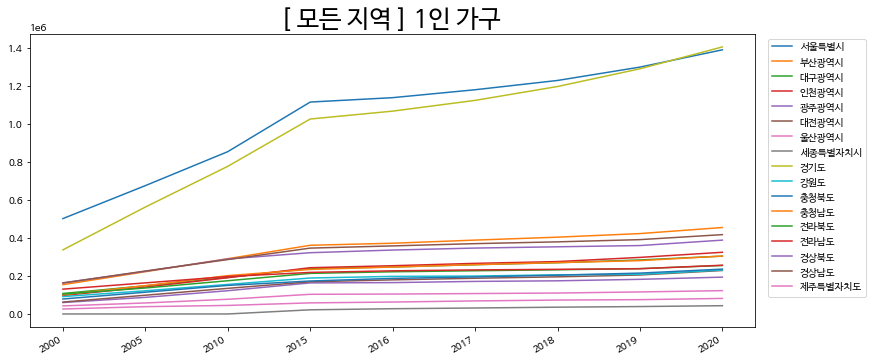 [ 모든 지역 ] 1인 가구
1e6
1.4
1.2
1.0
0.8
0.6
0.4
0.2
0.0
2000
2005
2010
2015
2016
2017
2018
2019
2020
서울특별시
부산광역시
대구광역시
인천광역시
광주광역시
대전광역시
울산광역시
세종특별자치시
경기도
강원도
충청북도
충청남도
전라북도
전라남도
경상북도
경상남도
제주특별자치도